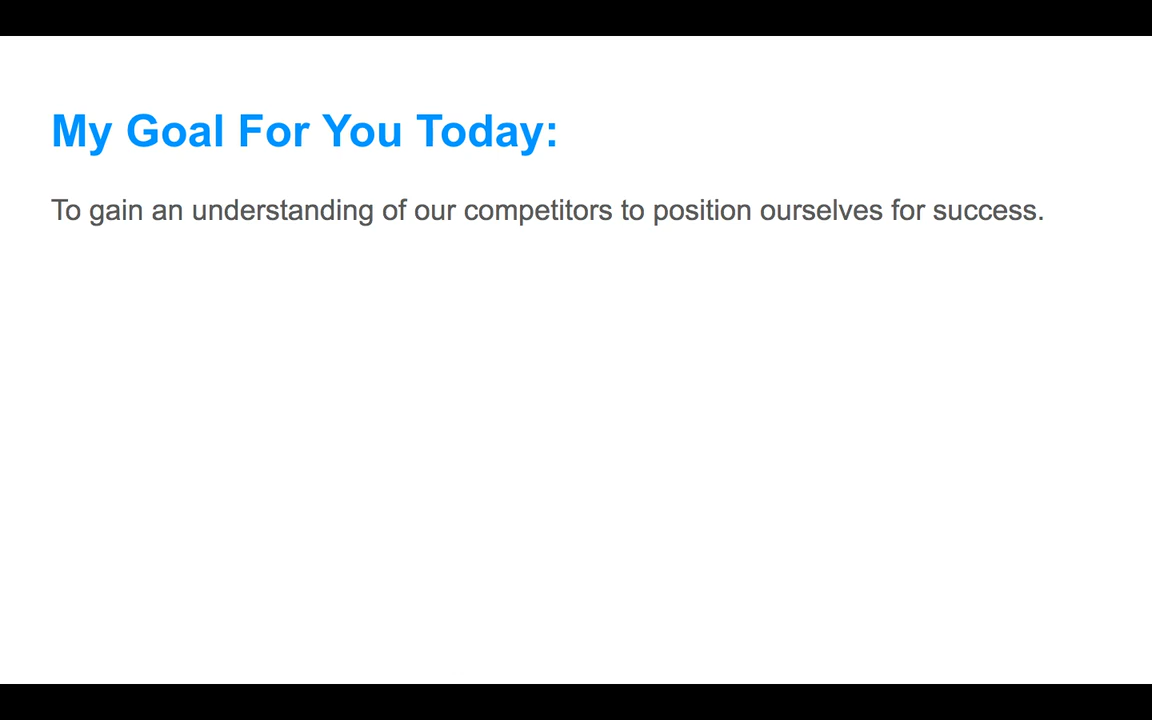 My Goal For You Today:
To gain an understanding of our competitors to position ourselves for success.